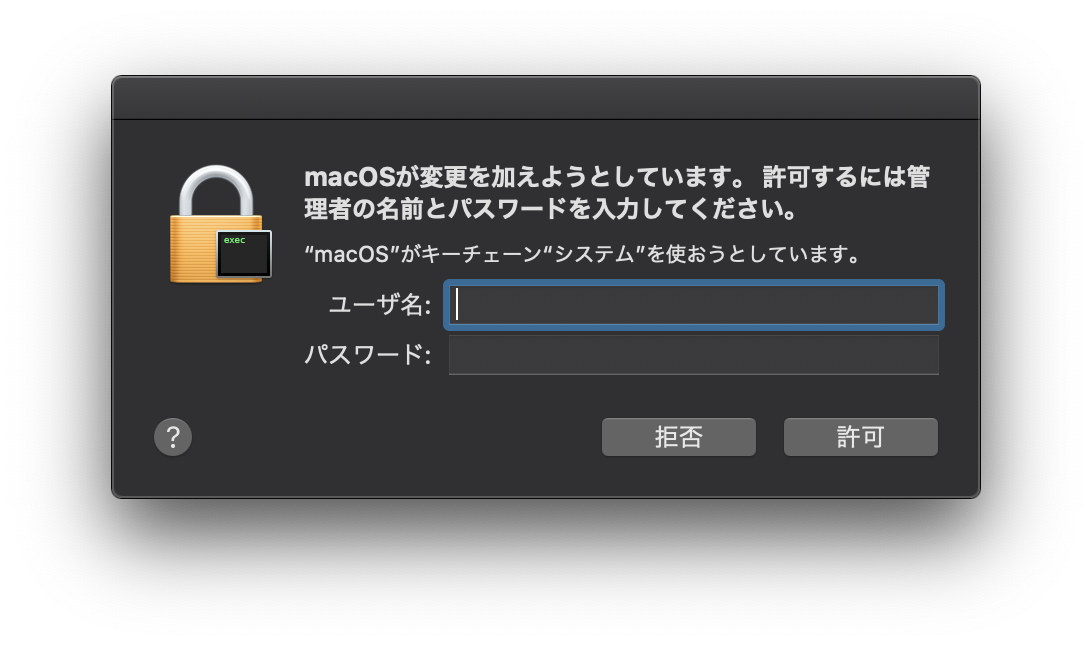 macOSが変更を加えようとしています。 許可するには管
理者の名前とパスワードを入力してください。
“macOS”がキーチェーン“システム”を使おうとしています。
exec
ユーザ名:
パスワード:
?
拒否
許可